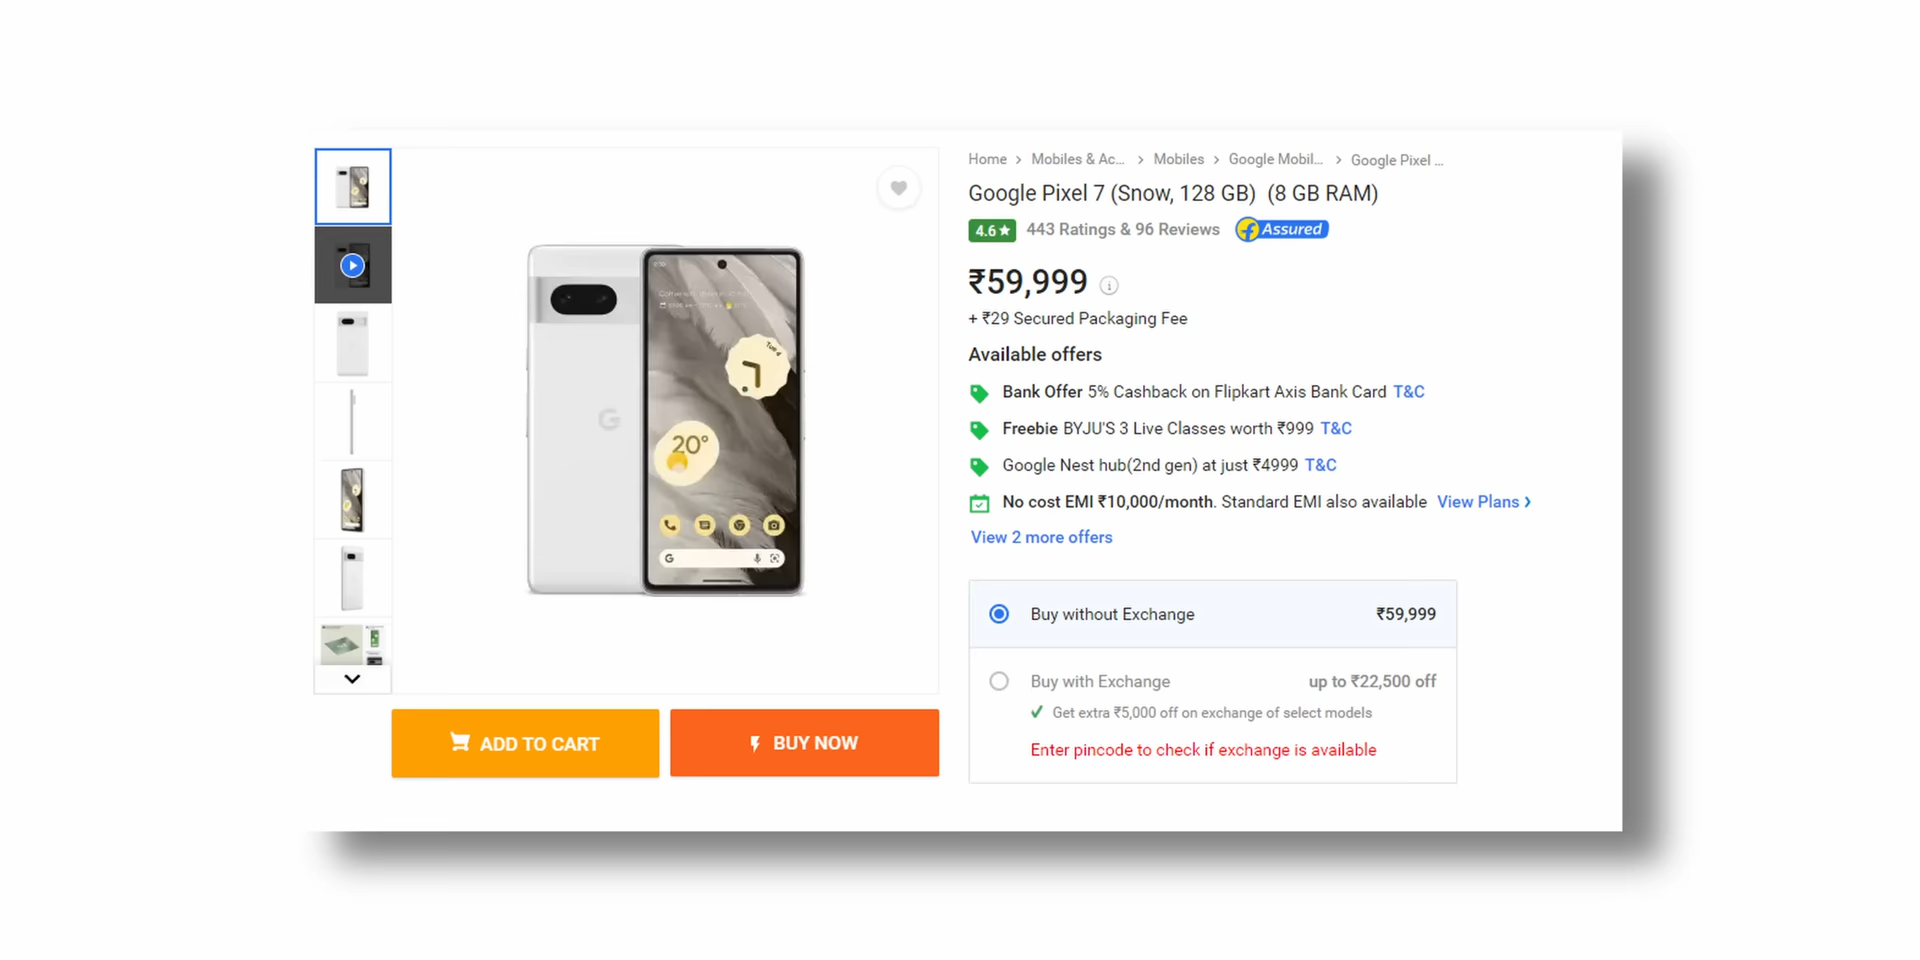 Home > Mobiles & Ac... > Mobiles > Google Mobil... > Google Pixel ...
Google Pixel 7 (Snow, 128 GB) (8 GB RAM)
4.6★ 443 Ratings & 96 Reviews f Assured
₹59,999
+ ₹29 Secured Packaging Fee
Available offers
Bank Offer 5% Cashback on Flipkart Axis Bank Card T&C
Freebie BYJU'S 3 Live Classes worth ₹999 T&C
Google Nest hub(2nd gen) at just ₹4999 T&C
No cost EMI ₹10,000/month. Standard EMI also available View Plans >
View 2 more offers
Buy without Exchange ₹59,999
Buy with Exchange up to ₹22,500 off
Get extra ₹5,000 off on exchange of select models
Enter pincode to check if exchange is available
Tue 4
20°
G
G
ADD TO CART
BUY NOW